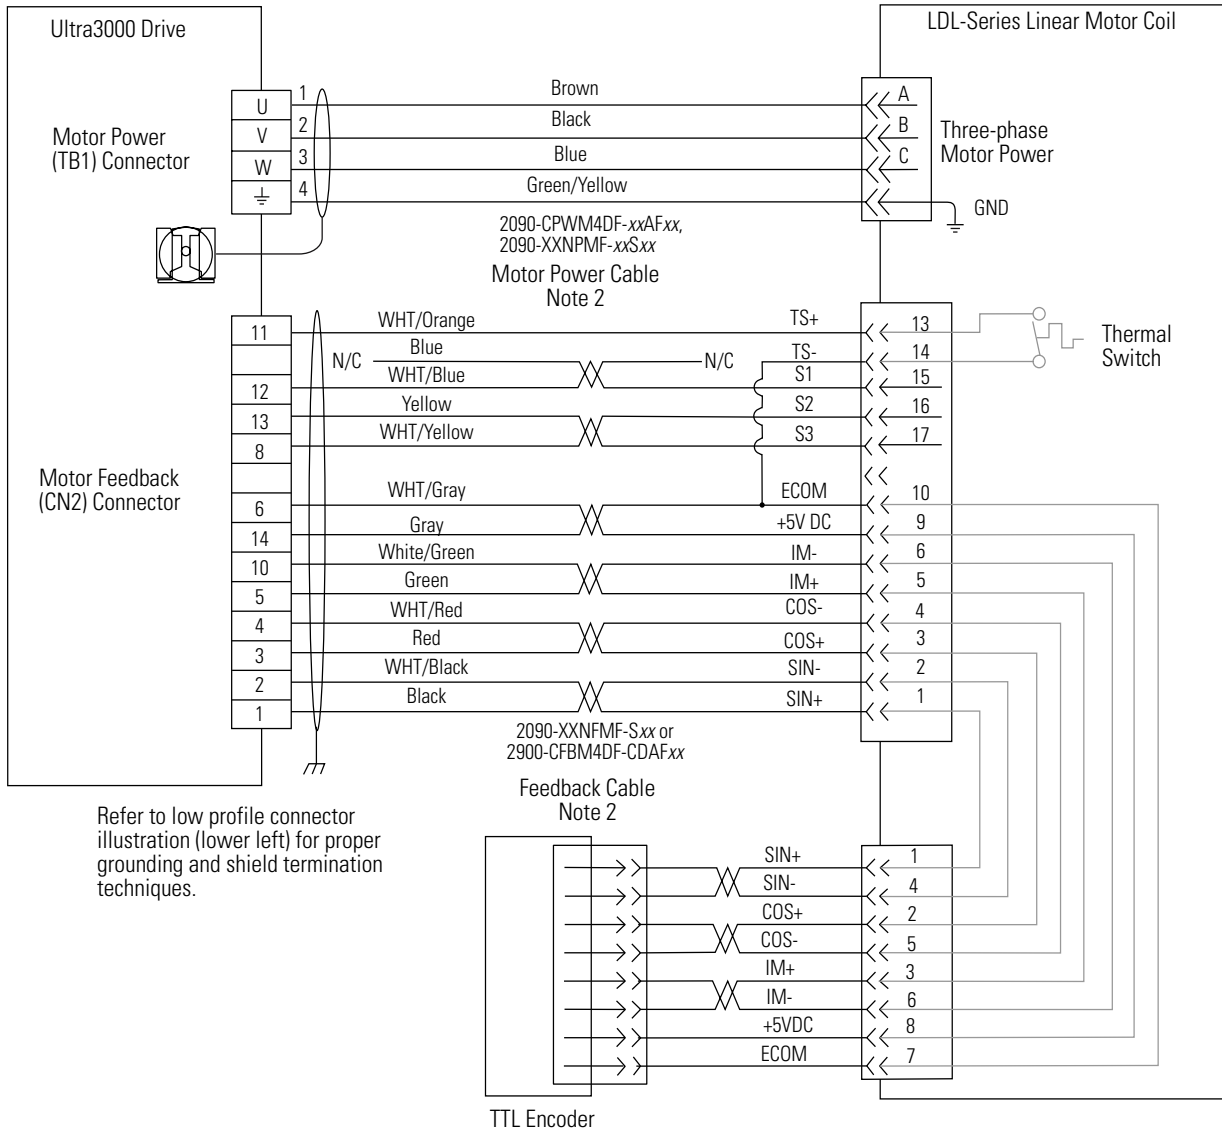 Ultra3000 Drive
LDL-Series Linear Motor Coil
Motor Power
(TB1) Connector
U 1 Brown A
V 2 Black B
W 3 Blue C
4 Green/Yellow
Three-phase
Motor Power
GND
2090-CPWM4DF-xxAFxx,
2090-XXNPMF-xxSxx
Motor Power Cable
Note 2
Motor Feedback
(CN2) Connector
11 WHT/Orange TS+ 13
N/C Blue N/C TS- 14
12 WHT/Blue S1 15
13 Yellow S2 16
8 WHT/Yellow S3 17
6 WHT/Gray ECOM 10
14 Gray +5V DC 9
10 White/Green IM- 6
5 Green IM+ 5
4 WHT/Red COS- 4
3 Red COS+ 3
2 WHT/Black SIN- 2
1 Black SIN+ 1
Thermal
Switch
2090-XXNFMF-Sxx or
2900-CFBM4DF-CDAFxx
Feedback Cable
Note 2
Refer to low profile connector
illustration (lower left) for proper
grounding and shield termination
techniques.
SIN+ 1
SIN- 4
COS+ 2
COS- 5
IM+ 3
IM- 6
+5VDC 8
ECOM 7
TTL Encoder